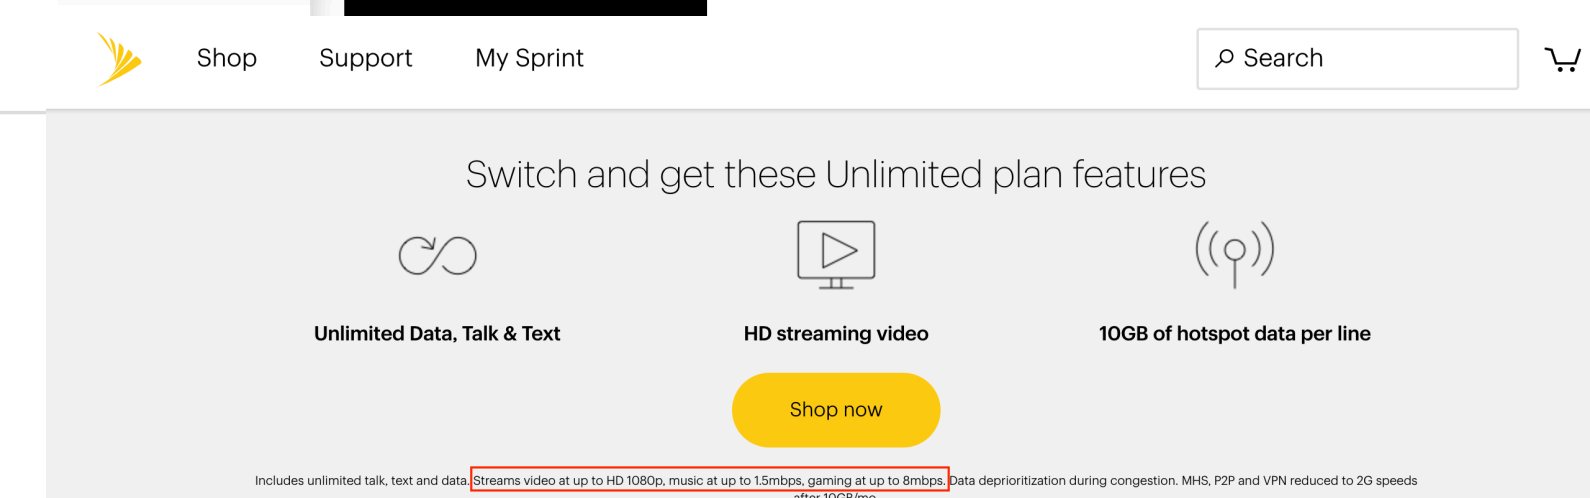 Shop Support My Sprint Search
Switch and get these Unlimited plan features
Unlimited Data, Talk & Text HD streaming video 10GB of hotspot data per line
Shop now
Includes unlimited talk, text and data. Streams video at up to HD 1080p, music at up to 1.5mbps, gaming at up to 8mbps. Data deprioritization during congestion. MHS, P2P and VPN reduced to 2G speeds
after 10GB/mo.